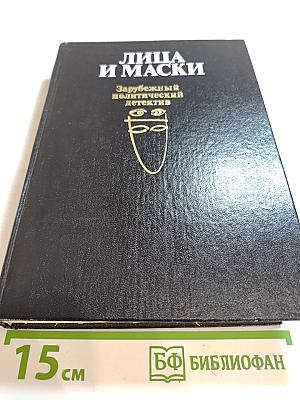 ЛИЦА
И МАСКИ
Зарубежный
политический
детектив
15 см
БФ БИБЛИОФАН